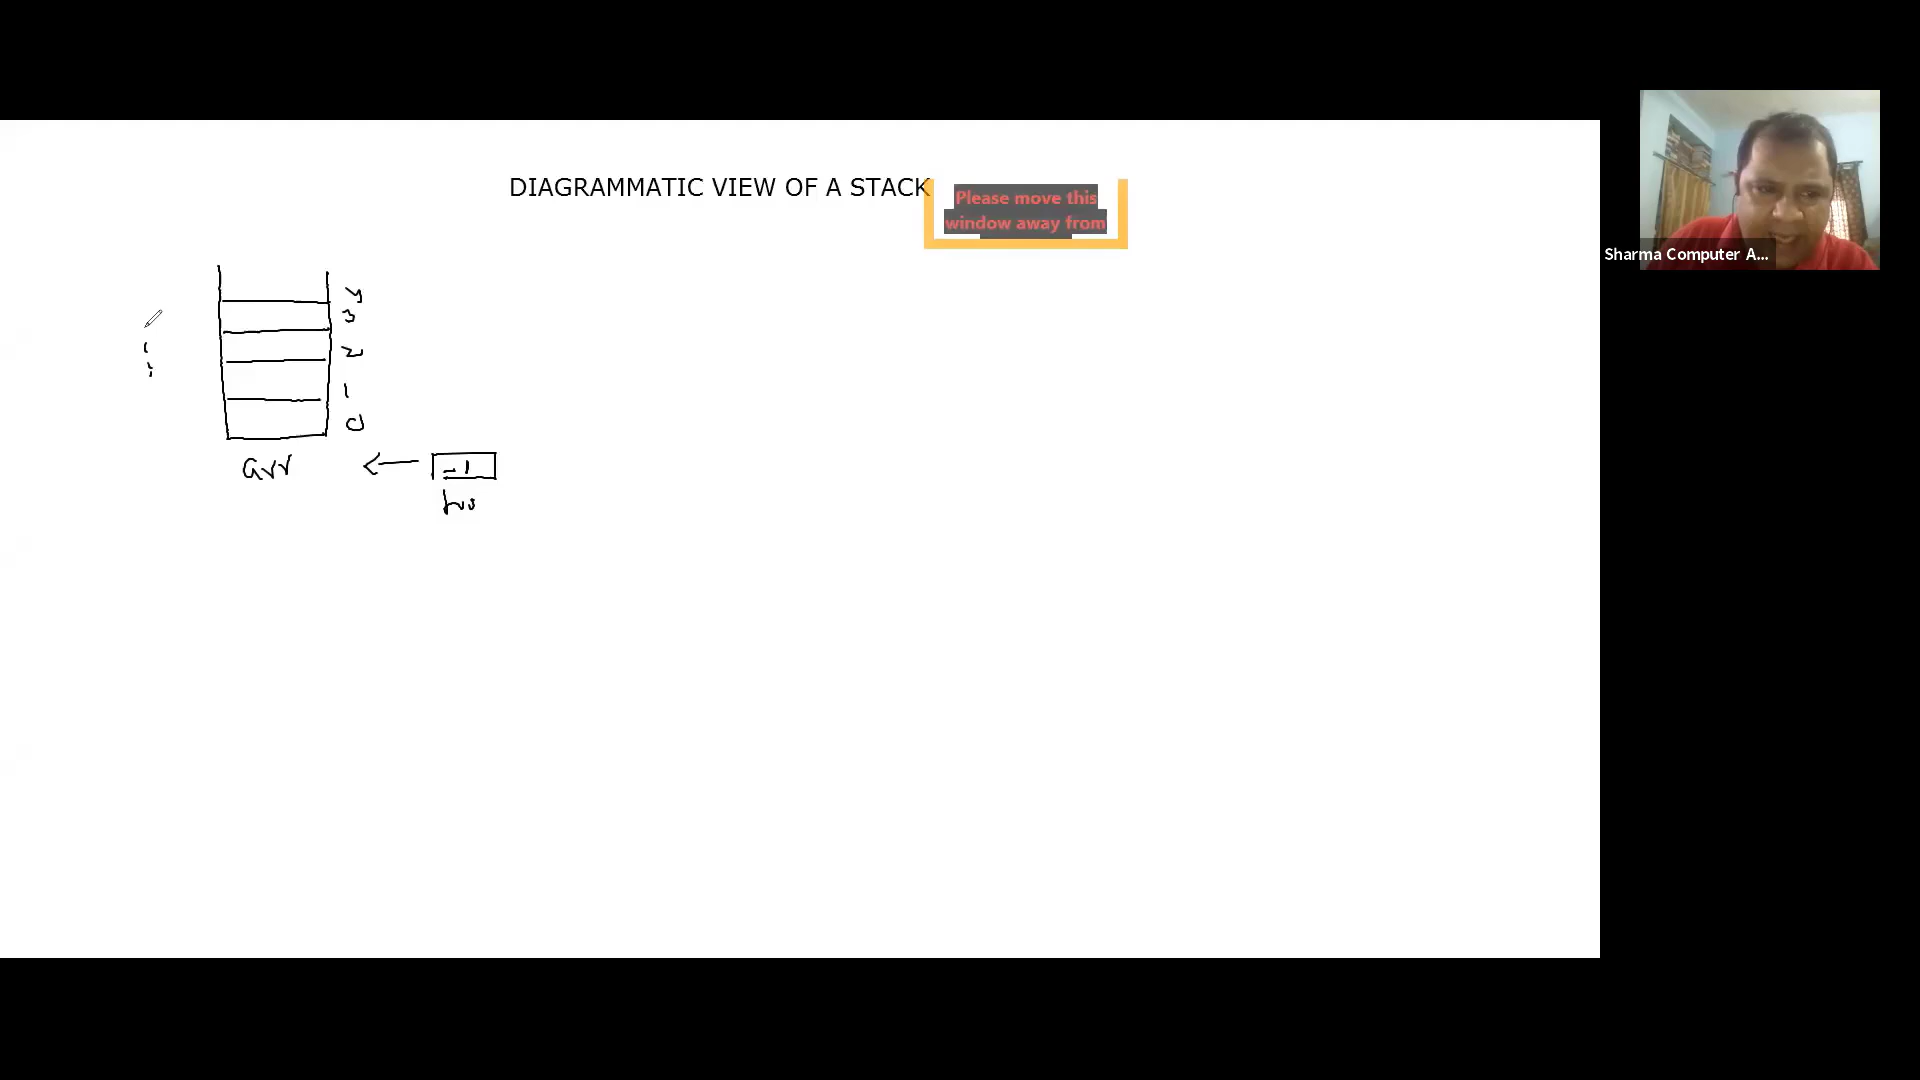 DIAGRAMMATIC VIEW OF A STACK
Please move this
window away from
Sharma Computer A...
4
3
2
1
0
arr
-1